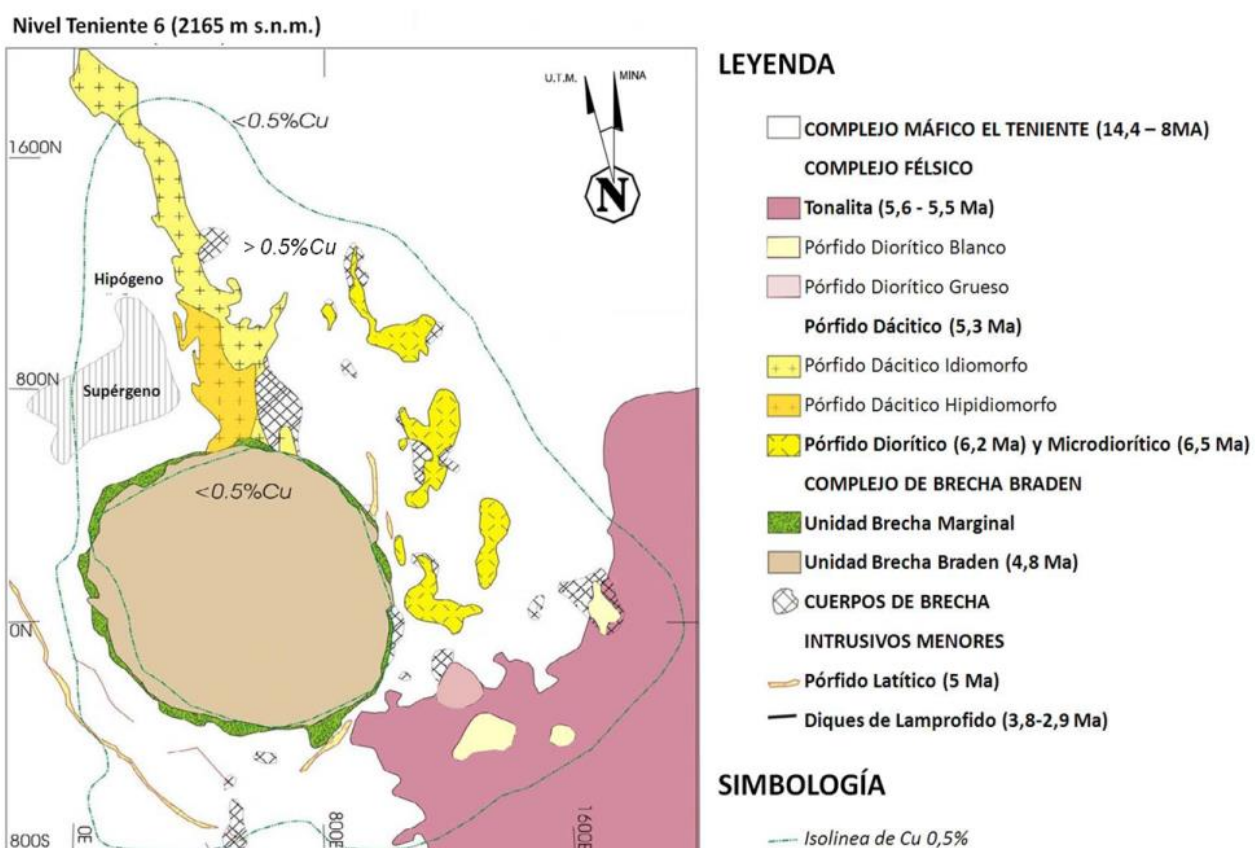 Nivel Teniente 6 (2165 m s.n.m.)
U.T.M. MINA
N
<0.5%Cu
1600N
> 0.5%Cu
Hipógeno
800N
Supérgeno
<0.5%Cu
0N
800S
0E
800E
1600E
LEYENDA
COMPLEJO MÁFICO EL TENIENTE (14,4 – 8MA)
COMPLEJO FÉLSICO
Tonalita (5,6 - 5,5 Ma)
Pórfido Diorítico Blanco
Pórfido Diorítico Grueso
Pórfido Dácitico (5,3 Ma)
Pórfido Dácitico Idiomorfo
Pórfido Dácitico Hipidiomorfo
Pórfido Diorítico (6,2 Ma) y Microdiorítico (6,5 Ma)
COMPLEJO DE BRECHA BRADEN
Unidad Brecha Marginal
Unidad Brecha Braden (4,8 Ma)
CUERPOS DE BRECHA
INTRUSIVOS MENORES
Pórfido Latítico (5 Ma)
Diques de Lamprofido (3,8-2,9 Ma)
SIMBOLOGÍA
Isolinea de Cu 0,5%